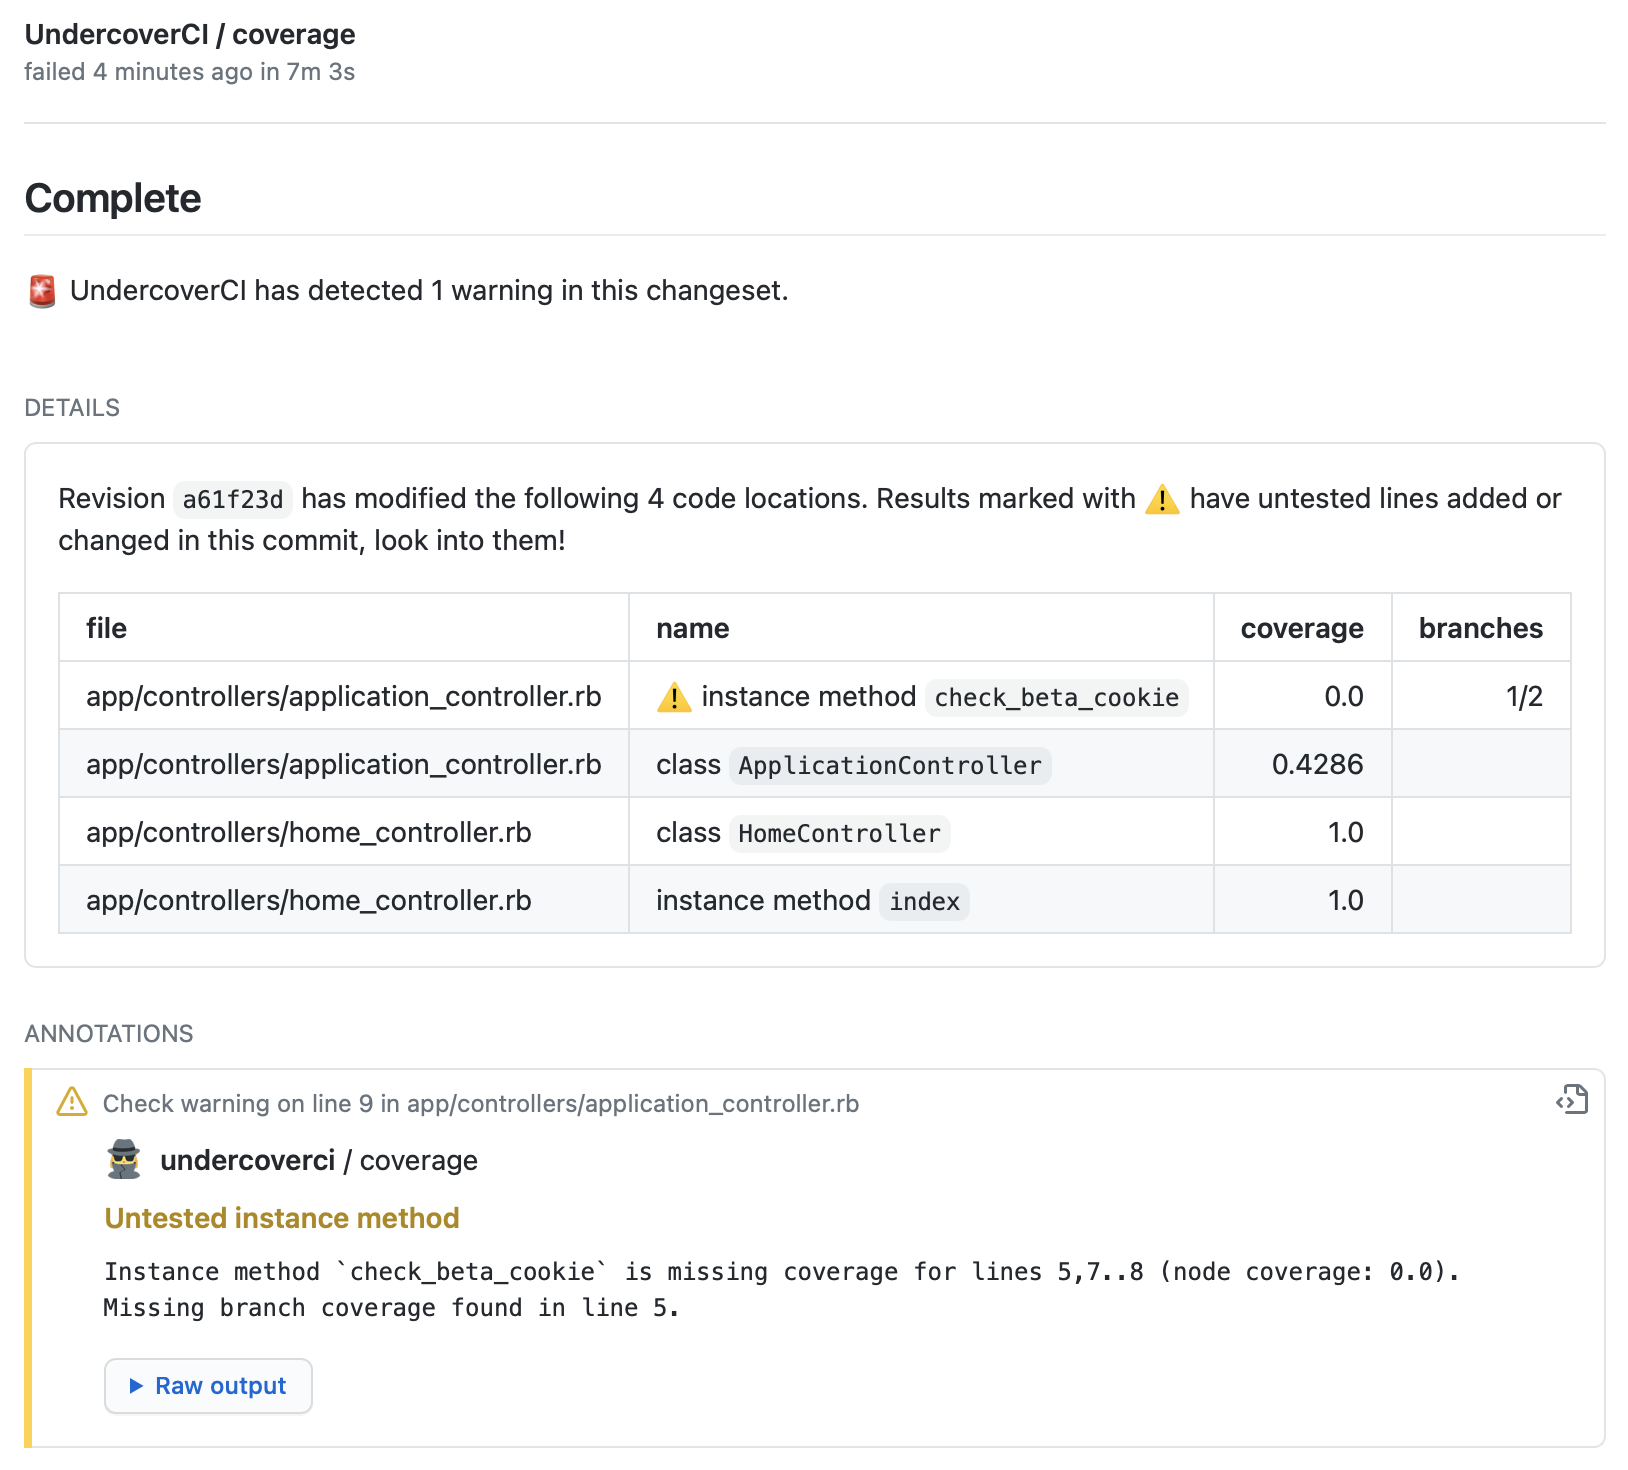 UndercoverCI / coverage
failed 4 minutes ago in 7m 3s
Complete
🚨 UndercoverCI has detected 1 warning in this changeset.
DETAILS
Revision a61f23d has modified the following 4 code locations. Results marked with ⚠️ have untested lines added or
changed in this commit, look into them!
file name coverage branches
app/controllers/application_controller.rb ⚠️ instance method check_beta_cookie 0.0 1/2
app/controllers/application_controller.rb class ApplicationController 0.4286
app/controllers/home_controller.rb class HomeController 1.0
app/controllers/home_controller.rb instance method index 1.0
ANNOTATIONS
Check warning on line 9 in app/controllers/application_controller.rb
undercoverci / coverage
Untested instance method
Instance method `check_beta_cookie` is missing coverage for lines 5,7..8 (node coverage: 0.0).
Missing branch coverage found in line 5.
Raw output